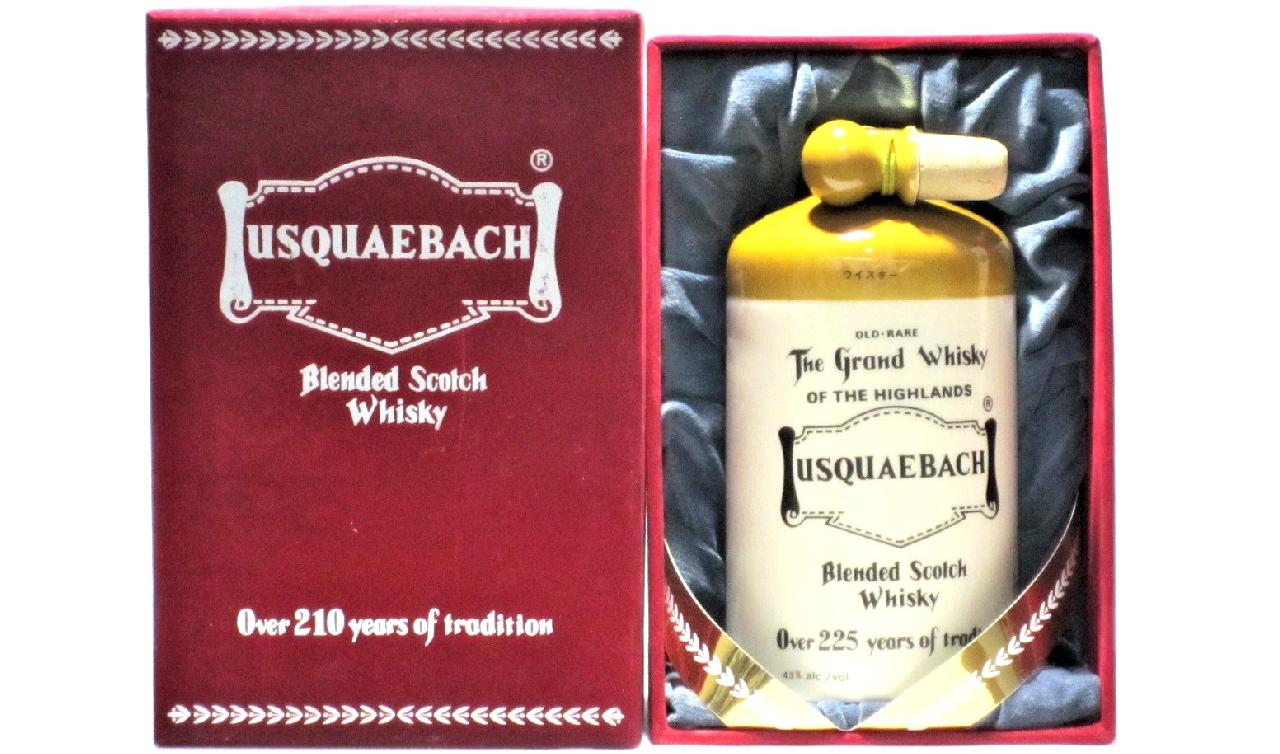 ®
USQUAEBACH
Blended Scotch
Whisky
Over 210 years of tradition
ウイスキー
OLD·RARE
The Grand Whisky
OF THE HIGHLANDS
®
USQUAEBACH
Blended Scotch
Whisky
Over 225 years of tradi
43% alc /vol